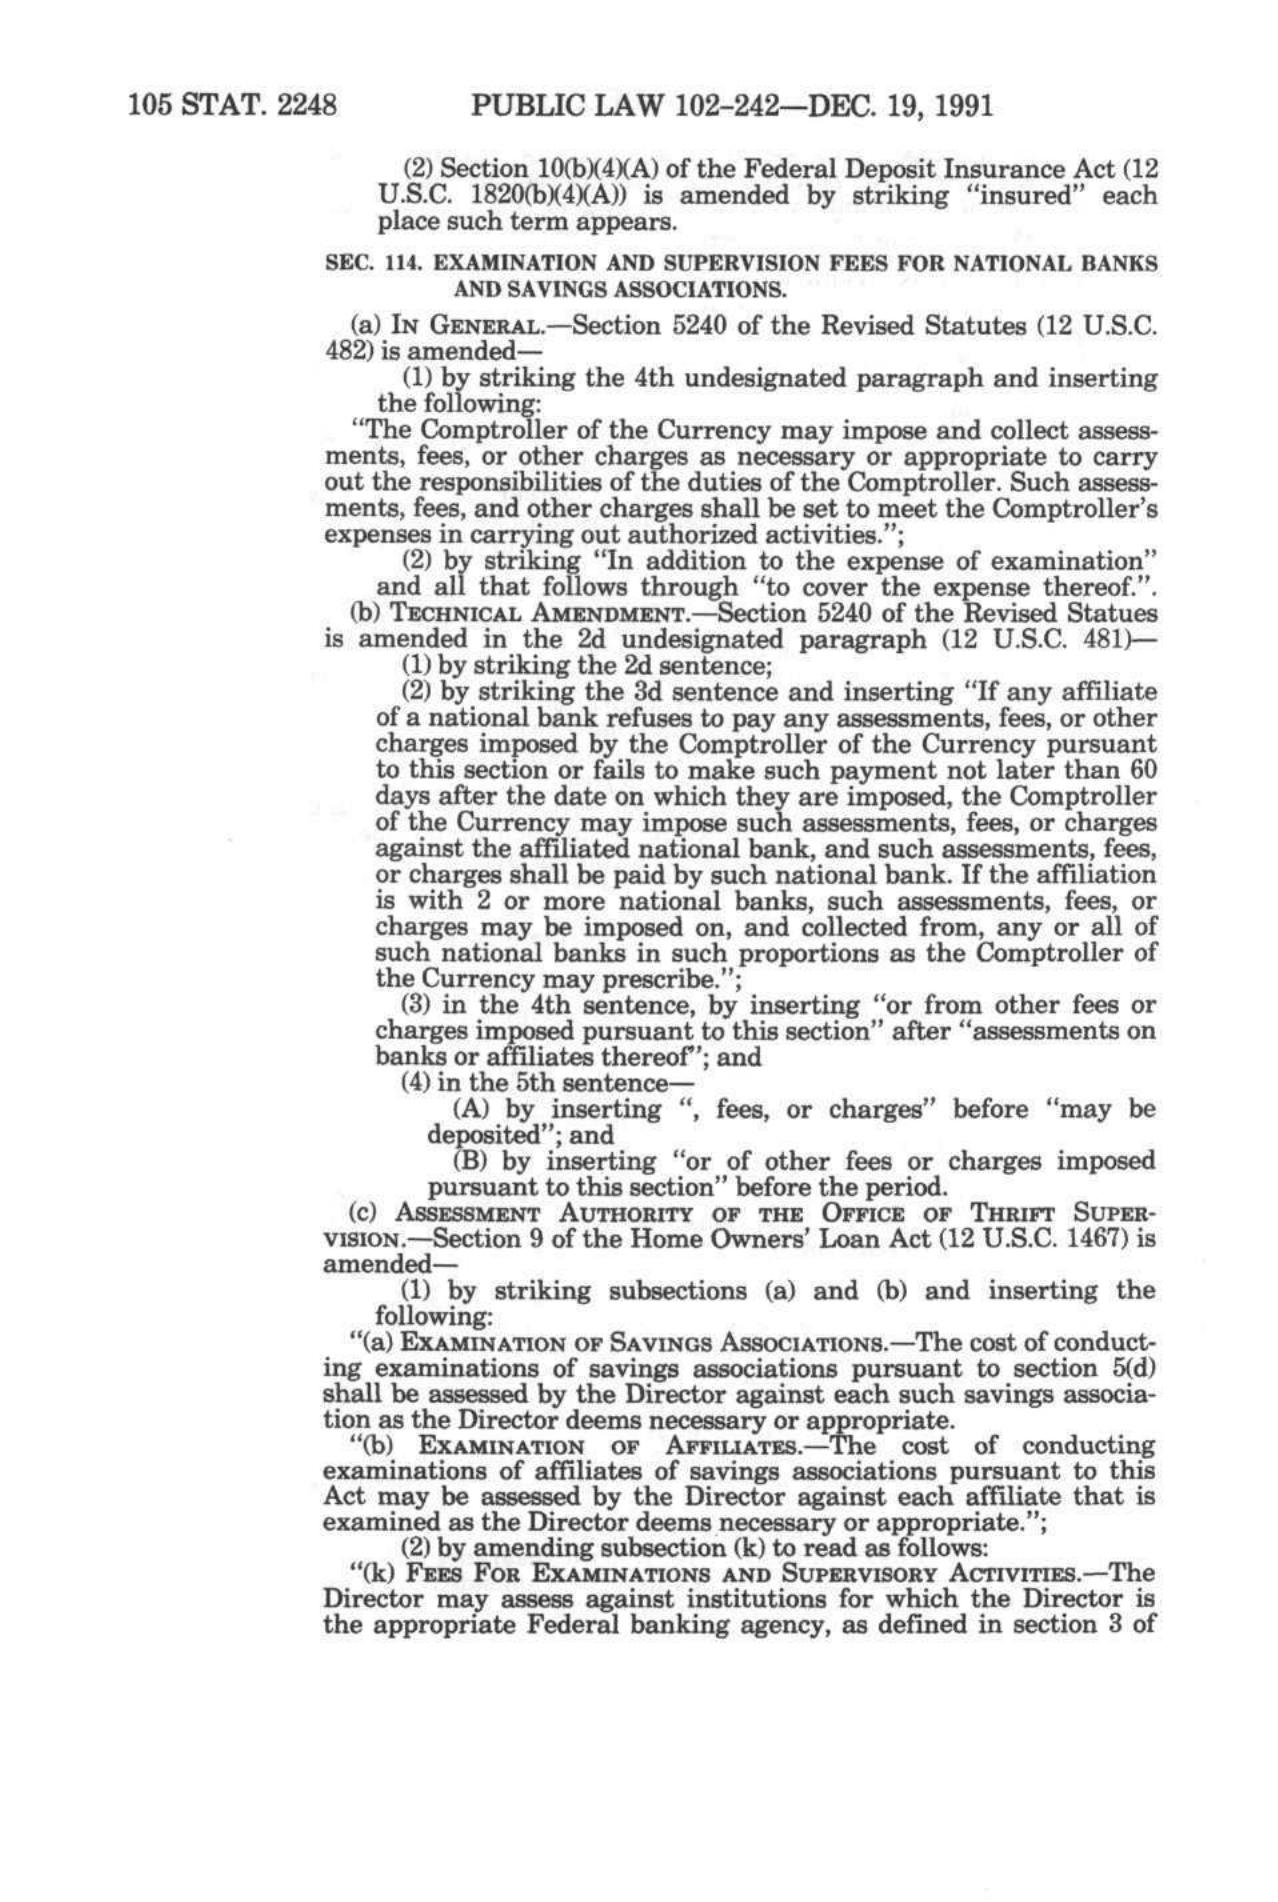 105 STAT. 2248 PUBLIC LAW 102-242—DEC. 19, 1991
(2) Section 10(b)(4)(A) of the Federal Deposit Insurance Act (12
U.S.C. 1820(b)(4)(A)) is amended by striking “insured” each
place such term appears.
SEC. 114. EXAMINATION AND SUPERVISION FEES FOR NATIONAL BANKS
AND SAVINGS ASSOCIATIONS.
(a) IN GENERAL.—Section 5240 of the Revised Statutes (12 U.S.C.
482) is amended—
(1) by striking the 4th undesignated paragraph and inserting
the following:
“The Comptroller of the Currency may impose and collect assess-
ments, fees, or other charges as necessary or appropriate to carry
out the responsibilities of the duties of the Comptroller. Such assess-
ments, fees, and other charges shall be set to meet the Comptroller's
expenses in carrying out authorized activities.”;
(2) by striking “In addition to the expense of examination”
and all that follows through “to cover the expense thereof.”.
(b) TECHNICAL AMENDMENT.—Section 5240 of the Revised Statues
is amended in the 2d undesignated paragraph (12 U.S.C. 481)—
(1) by striking the 2d sentence;
(2) by striking the 3d sentence and inserting “If any affiliate
of a national bank refuses to pay any assessments, fees, or other
charges imposed by the Comptroller of the Currency pursuant
to this section or fails to make such payment not later than 60
days after the date on which they are imposed, the Comptroller
of the Currency may impose such assessments, fees, or charges
against the affiliated national bank, and such assessments, fees,
or charges shall be paid by such national bank. If the affiliation
is with 2 or more national banks, such assessments, fees, or
charges may be imposed on, and collected from, any or all of
such national banks in such proportions as the Comptroller of
the Currency may prescribe.”;
(3) in the 4th sentence, by inserting “or from other fees or
charges imposed pursuant to this section” after “assessments on
banks or affiliates thereof”; and
(4) in the 5th sentence—
(A) by inserting “, fees, or charges” before “may be
deposited”; and
(B) by inserting “or of other fees or charges imposed
pursuant to this section” before the period.
(c) ASSESSMENT AUTHORITY OF THE OFFICE OF THRIFT SUPER-
VISION.—Section 9 of the Home Owners' Loan Act (12 U.S.C. 1467) is
amended—
(1) by striking subsections (a) and (b) and inserting the
following:
“(a) EXAMINATION OF SAVINGS ASSOCIATIONS.—The cost of conduct-
ing examinations of savings associations pursuant to section 5(d)
shall be assessed by the Director against each such savings associa-
tion as the Director deems necessary or appropriate.
“(b) EXAMINATION OF AFFILIATES.—The cost of conducting
examinations of affiliates of savings associations pursuant to this
Act may be assessed by the Director against each affiliate that is
examined as the Director deems necessary or appropriate.”;
(2) by amending subsection (k) to read as follows:
“(k) FEES FOR EXAMINATIONS AND SUPERVISORY ACTIVITIES.—The
Director may assess against institutions for which the Director is
the appropriate Federal banking agency, as defined in section 3 of